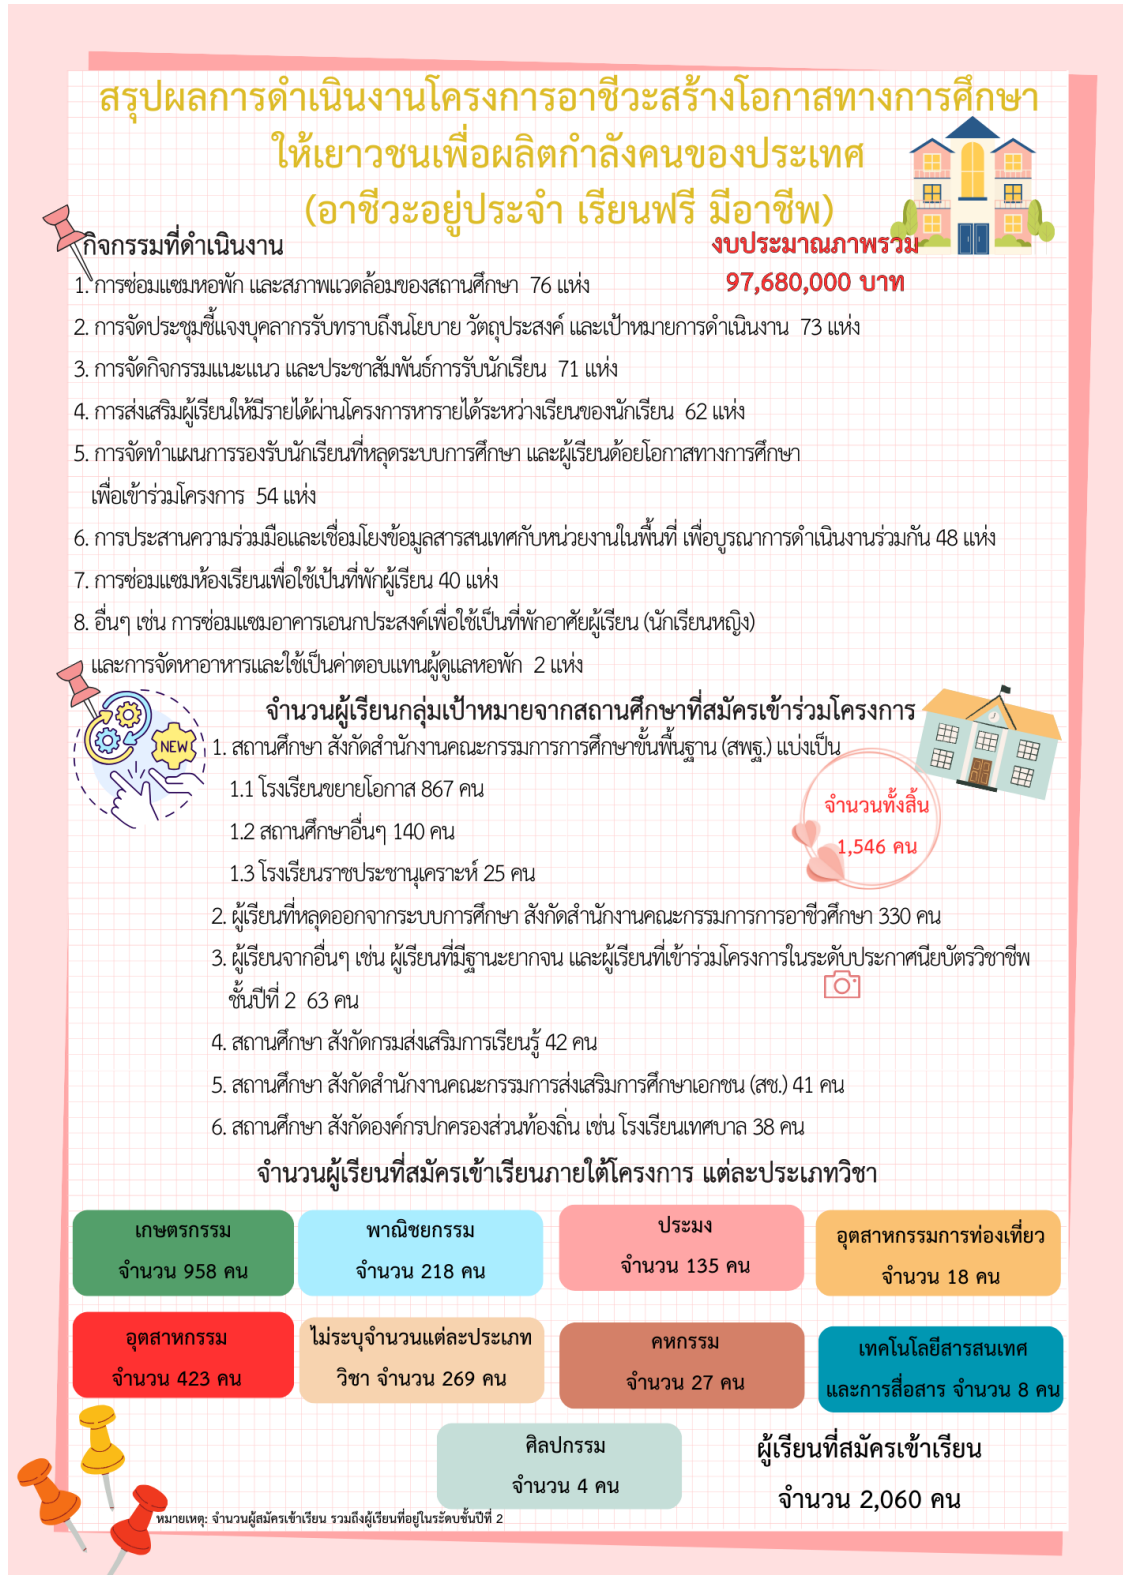 สรุปผลการดำเนินงานโครงการอาชีวะสร้างโอกาสทางการศึกษา
ให้เยาวชนเพื่อผลิตกำลังคนของประเทศ
(อาชีวะอยู่ประจำ เรียนฟรี มีอาชีพ)
กิจกรรมที่ดำเนินงาน
งบประมาณภาพรวม
97,680,000 บาท
1. การซ่อมแซมหอพัก และสภาพแวดล้อมของสถานศึกษา 76 แห่ง
2. การจัดประชุมชี้แจงบุคลากรรับทราบถึงนโยบาย วัตถุประสงค์ และเป้าหมายการดำเนินงาน 73 แห่ง
3. การจัดกิจกรรมแนะแนว และประชาสัมพันธ์การรับนักเรียน 71 แห่ง
4. การส่งเสริมผู้เรียนให้มีรายได้ผ่านโครงการหารายได้ระหว่างเรียนของนักเรียน 62 แห่ง
5. การจัดทำแผนการรองรับนักเรียนที่หลุดระบบการศึกษา และผู้เรียนด้อยโอกาสทางการศึกษา
เพื่อเข้าร่วมโครงการ 54 แห่ง
6. การประสานความร่วมมือและเชื่อมโยงข้อมูลสารสนเทศกับหน่วยงานในพื้นที่ เพื่อบูรณาการดำเนินงานร่วมกัน 48 แห่ง
7. การซ่อมแซมห้องเรียนเพื่อใช้เป็นที่พักผู้เรียน 40 แห่ง
8. อื่นๆ เช่น การซ่อมแซมอาคารเอนกประสงค์เพื่อใช้เป็นที่พักอาศัยผู้เรียน (นักเรียนหญิง)
และการจัดหาอาหารและใช้เป็นค่าตอบแทนผู้ดูแลหอพัก 2 แห่ง
จำนวนผู้เรียนกลุ่มเป้าหมายจากสถานศึกษาที่สมัครเข้าร่วมโครงการ
NEW
1. สถานศึกษา สังกัดสำนักงานคณะกรรมการการศึกษาขั้นพื้นฐาน (สพฐ.) แบ่งเป็น
1.1 โรงเรียนขยายโอกาส 867 คน
1.2 สถานศึกษาอื่นๆ 140 คน
1.3 โรงเรียนราชประชานุเคราะห์ 25 คน
จำนวนทั้งสิ้น
1,546 คน
2. ผู้เรียนที่หลุดออกจากระบบการศึกษา สังกัดสำนักงานคณะกรรมการการอาชีวศึกษา 330 คน
3. ผู้เรียนจากอื่นๆ เช่น ผู้เรียนที่มีฐานะยากจน และผู้เรียนที่เข้าร่วมโครงการในระดับประกาศนียบัตรวิชาชีพ
ชั้นปีที่ 2 63 คน
4. สถานศึกษา สังกัดกรมส่งเสริมการเรียนรู้ 42 คน
5. สถานศึกษา สังกัดสำนักงานคณะกรรมการส่งเสริมการศึกษาเอกชน (สช.) 41 คน
6. สถานศึกษา สังกัดองค์กรปกครองส่วนท้องถิ่น เช่น โรงเรียนเทศบาล 38 คน
จำนวนผู้เรียนที่สมัครเข้าเรียนภายใต้โครงการ แต่ละประเภทวิชา
เกษตรกรรม
จำนวน 958 คน
พาณิชยกรรม
จำนวน 218 คน
ประมง
จำนวน 135 คน
อุตสาหกรรมการท่องเที่ยว
จำนวน 18 คน
อุตสาหกรรม
จำนวน 423 คน
ไม่ระบุจำนวนแต่ละประเภท
วิชา จำนวน 269 คน
คหกรรม
จำนวน 27 คน
เทคโนโลยีสารสนเทศ
และการสื่อสาร จำนวน 8 คน
ศิลปกรรม
จำนวน 4 คน
ผู้เรียนที่สมัครเข้าเรียน
จำนวน 2,060 คน
หมายเหตุ: จำนวนผู้สมัครเข้าเรียน รวมถึงผู้เรียนที่อยู่ในระัดบชั้นปีที่ 2